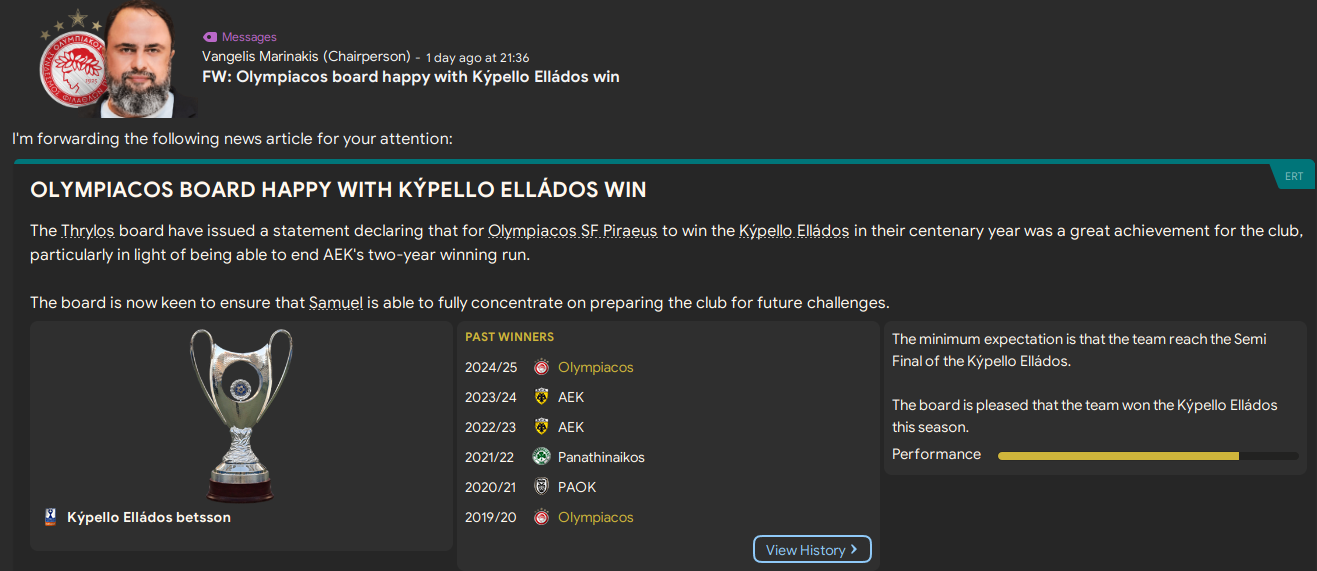 Messages
Vangelis Marinakis (Chairperson) - 1 day ago at 21:36
FW: Olympiacos board happy with Kýpello Elládos win
I'm forwarding the following news article for your attention:
OLYMPIACOS BOARD HAPPY WITH KÝPELLO ELLÁDOS WIN
ERT
The Thrylos board have issued a statement declaring that for Olympiacos SF Piraeus to win the Kýpello Elládos in their centenary year was a great achievement for the club,
particularly in light of being able to end AEK's two-year winning run.
The board is now keen to ensure that Samuel is able to fully concentrate on preparing the club for future challenges.
Kýpello Elládos betsson
PAST WINNERS
2024/25 Olympiacos
2023/24 AEK
2022/23 AEK
2021/22 Panathinaikos
2020/21 PAOK
2019/20 Olympiacos
View History
The minimum expectation is that the team reach the Semi
Final of the Kýpello Elládos.
The board is pleased that the team won the Kýpello Elládos
this season.
Performance